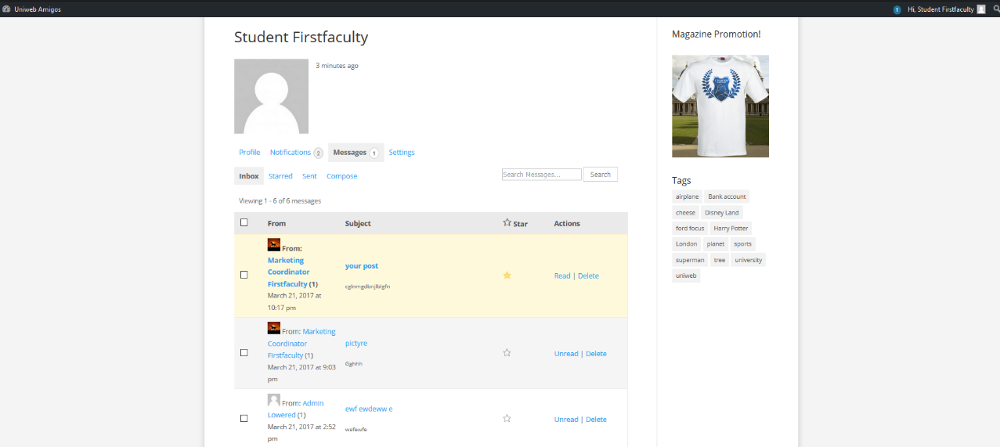 Uniweb Amigos
1
Hi, Student Firstfaculty
Student Firstfaculty
3 minutes ago
Profile
Notifications 2
Messages 1
Settings
Inbox
Starred
Sent
Compose
Search Messages...
Search
Viewing 1 - 6 of 6 messages
From
Subject
Star
Actions
From:
Marketing
Coordinator
Firstfaculty (1)
March 21, 2017 at
10:17 pm
your post
cglnmgdbnjlblgfn
Read | Delete
From: Marketing
Coordinator
Firstfaculty (1)
March 21, 2017 at 9:03
pm
pictyre
Gghhh
Unread | Delete
From: Admin
Lowered (1)
March 21, 2017 at 2:52
pm
ewf ewdeww e
wefewfe
Unread | Delete
Magazine Promotion!
Tags
airplane
Bank account
cheese
Disney Land
ford focus
Harry Potter
London
planet
sports
superman
tree
university
uniweb